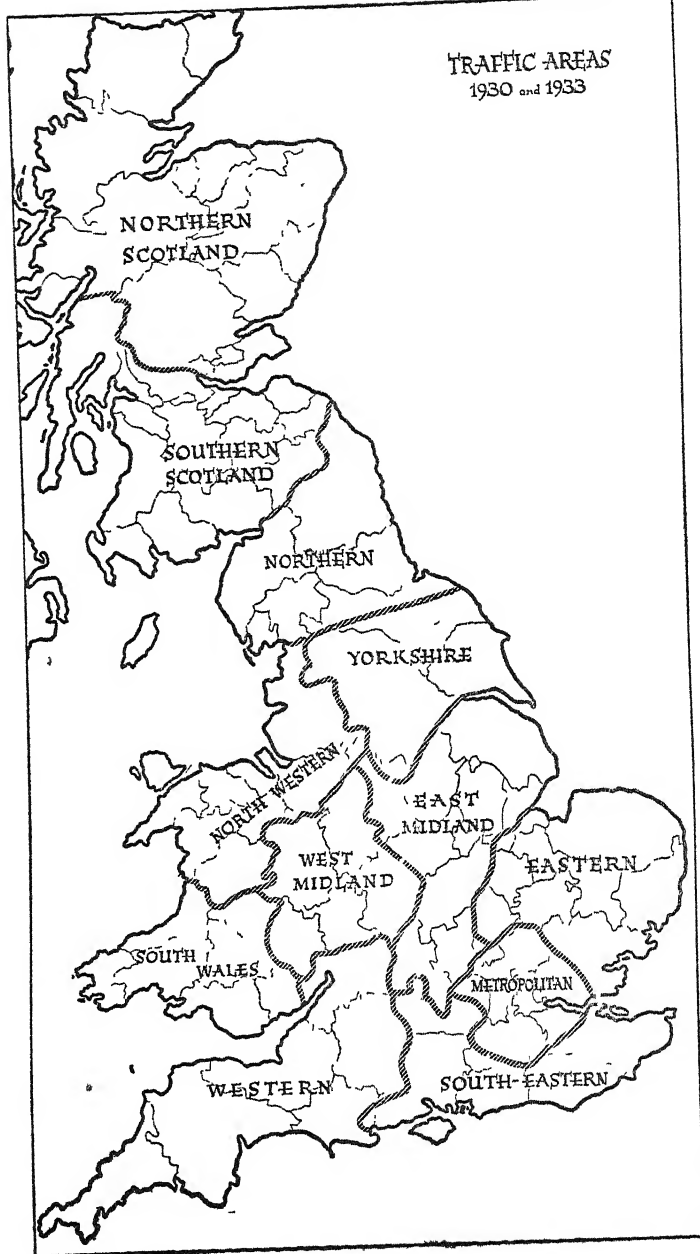 TRAFFIC AREAS
1930 and 1933
NORTHERN
SCOTLAND
SOUTHERN
SCOTLAND
NORTHERN
YORKSHIRE
NORTH WESTERN
EAST
MIDLAND
WEST
MIDLAND
EASTERN
SOUTH
WALES
METROPOLITAN
WESTERN
SOUTH-EASTERN